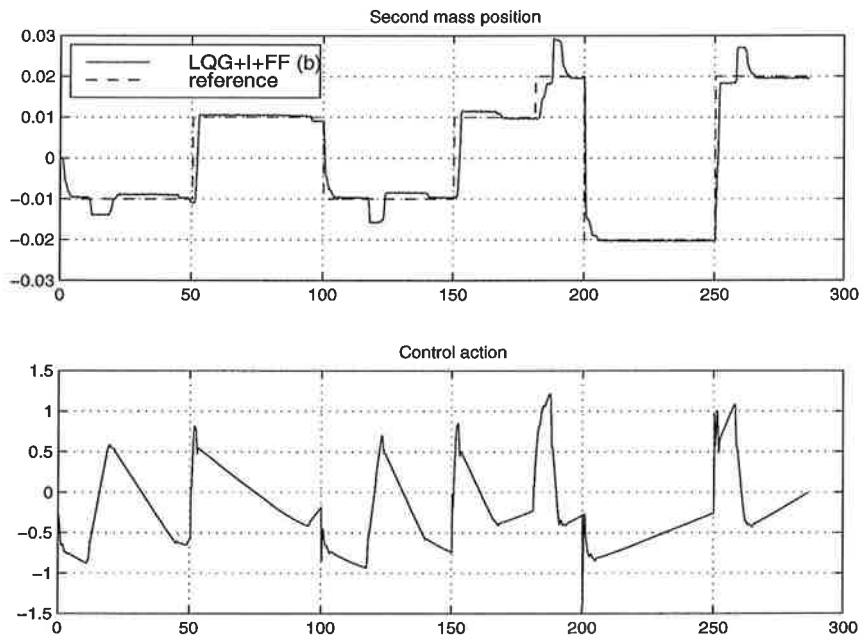 Second mass position
0.03
0.02
0.01
0
−0.01
−0.02
−0.03
LQG+I+FF (b)
reference
0 50 100 150 200 250 300
Control action
1.5
1
0.5
0
−0.5
−1
−1.5
0 50 100 150 200 250 300